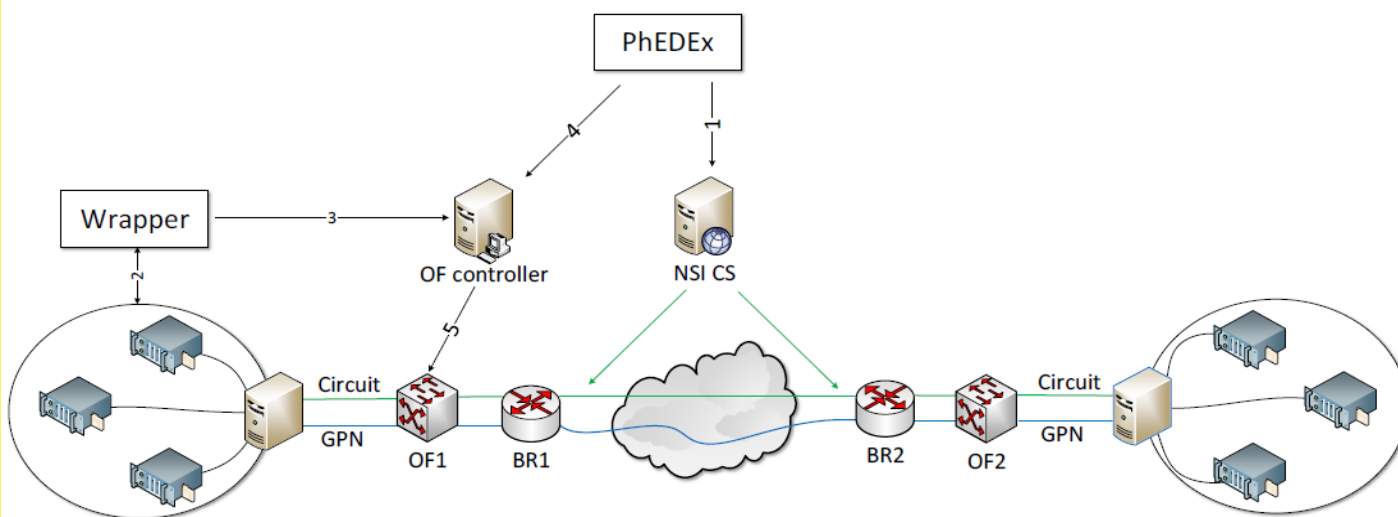 PhEDEx
4
1
Wrapper
3
OF controller
NSI CS
2
5
Circuit
GPN
OF1
BR1
BR2
OF2
Circuit
GPN